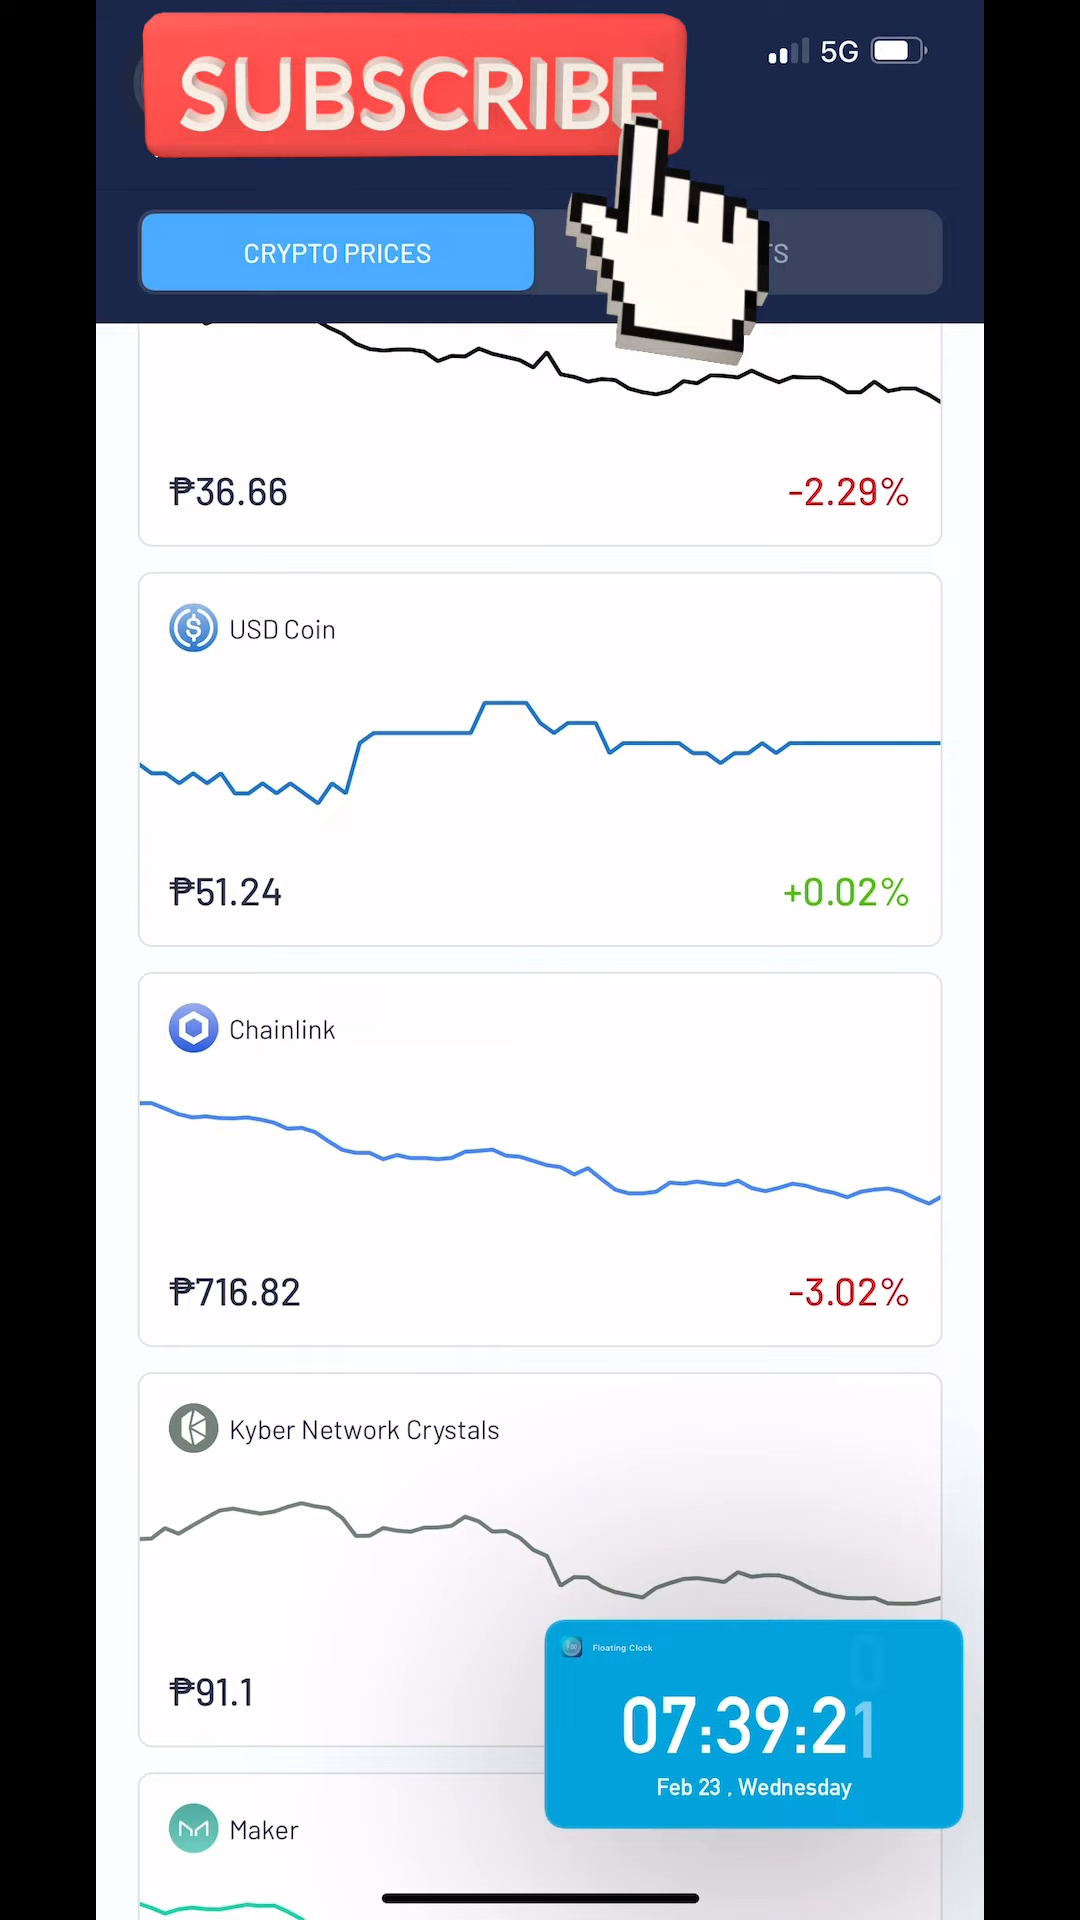 SUBSCRIBE
5G
CRYPTO PRICES
TS
₱36.66
-2.29%
USD Coin
₱51.24
+0.02%
Chainlink
₱716.82
-3.02%
Kyber Network Crystals
₱91.1
Floating Clock
07:39:21
Feb 23 , Wednesday
Maker